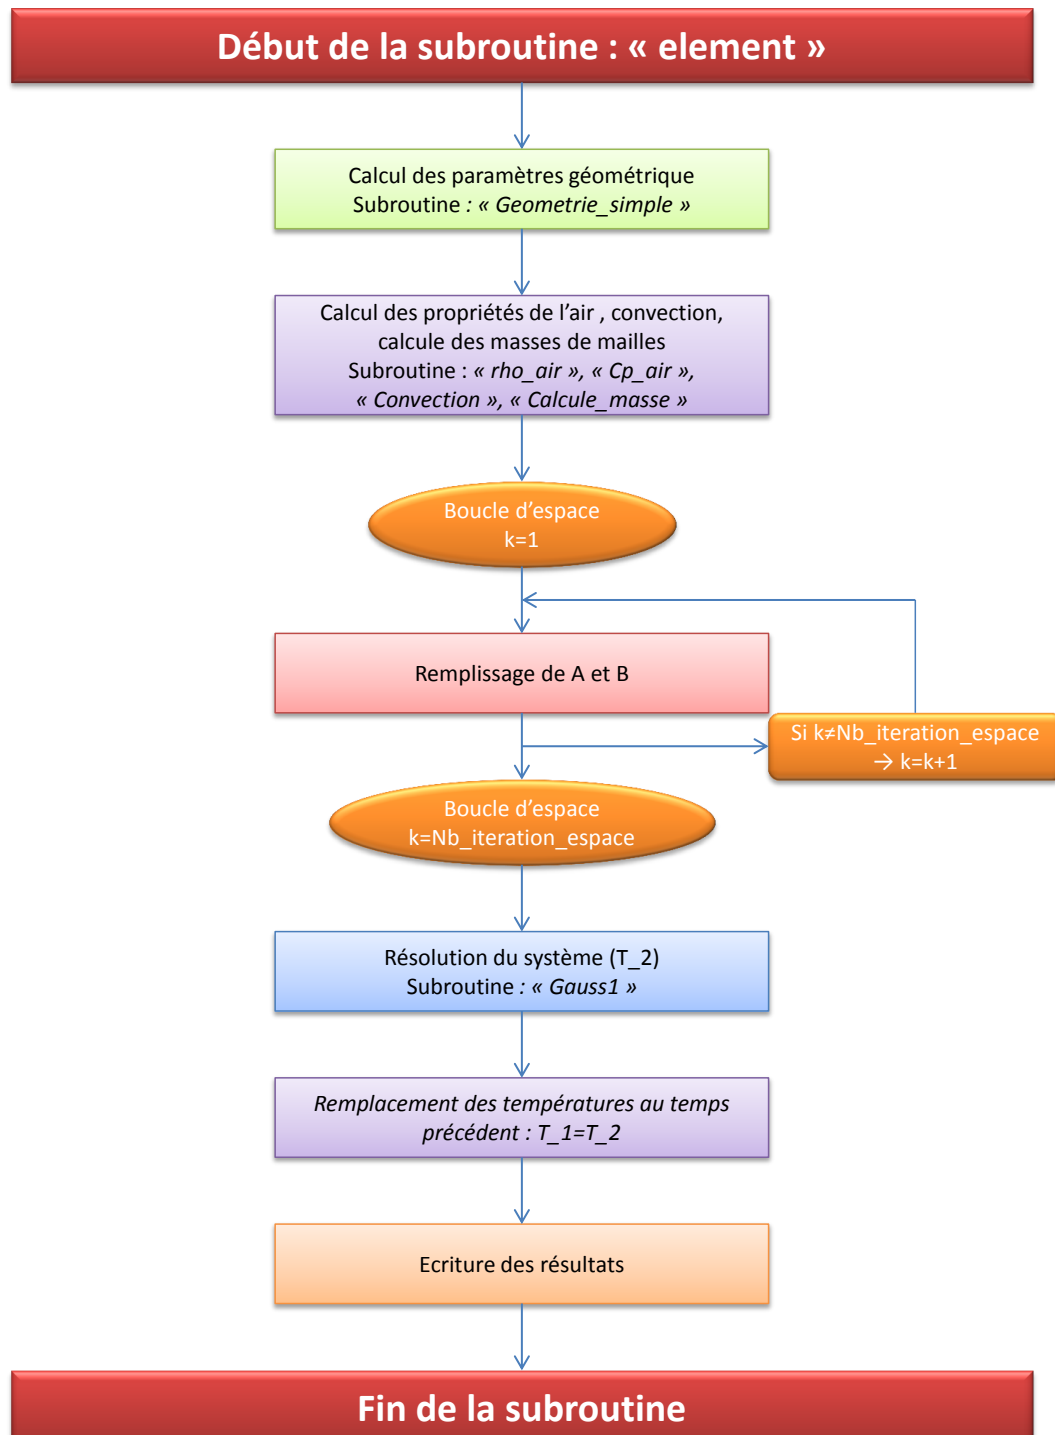 Début de la subroutine : « element »
Calcul des paramètres géométrique
Subroutine : « Geometrie_simple »
Calcul des propriétés de l’air , convection,
calcule des masses de mailles
Subroutine : « rho_air », « Cp_air »,
« Convection », « Calcule_masse »
Boucle d’espace
k=1
Remplissage de A et B
Si k≠Nb_iteration_espace
→ k=k+1
Boucle d’espace
k=Nb_iteration_espace
Résolution du système (T_2)
Subroutine : « Gauss1 »
Remplacement des températures au temps
précédent : T_1=T_2
Ecriture des résultats
Fin de la subroutine